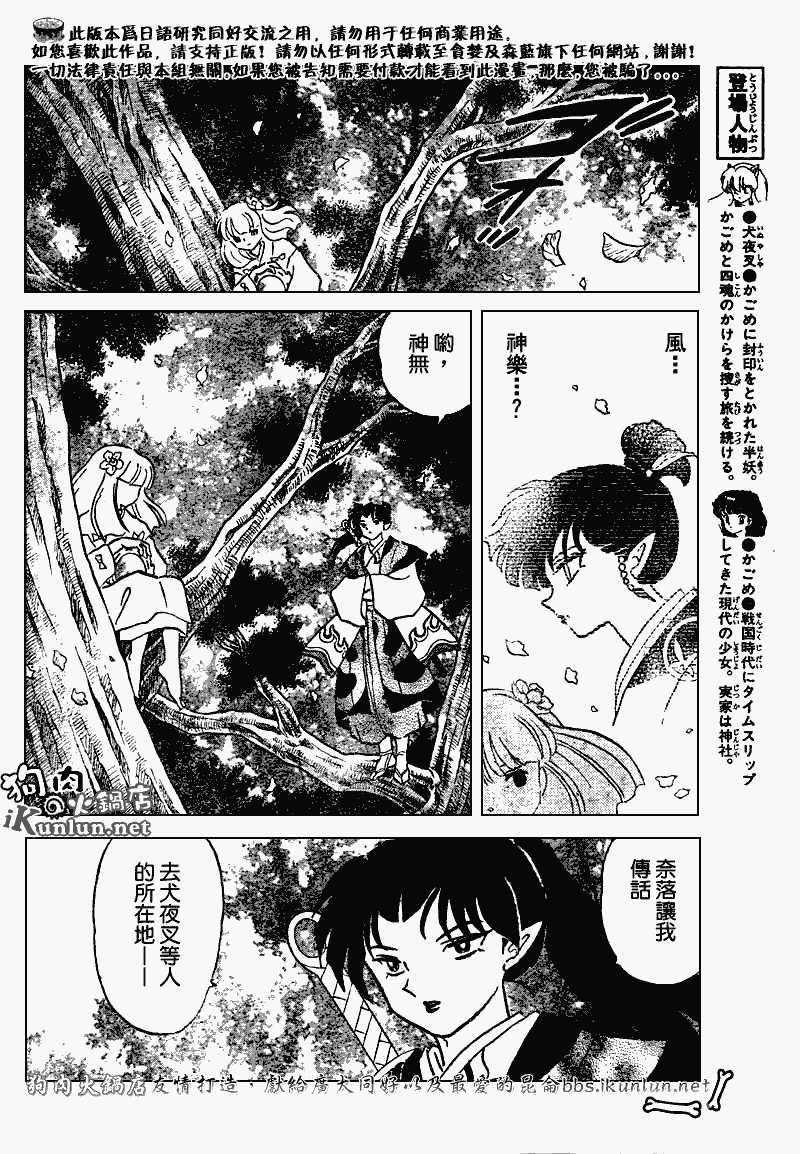 此版本爲日語研究同好交流之用，請勿用于任何商業用途。
如您喜歡此作品，請支持正版！請勿以任何形式轉載至貪婪及森藍旗下任何網站，謝謝！
一切法律責任與本組無關。如果您被告知需要付款才能看到此漫畫，那麼，您被騙了...
とうじょうじんぶつ
登場人物
●犬夜叉●かごめに封印をとかれた半妖。
かごめと四魂のかけらを捜す旅を続ける。
●かごめ●戦国時代にタイムスリップ
してきた現代の少女。実家は神社。
風…
神樂…？
喲，
神無
奈落讓我
傳話
去犬夜叉等人
的所在地——
狗肉
火鍋店
iKunlun.net
狗肉火鍋店友情打造，獻給廣大同好以及最愛的昆侖bbs.ikunlun.net